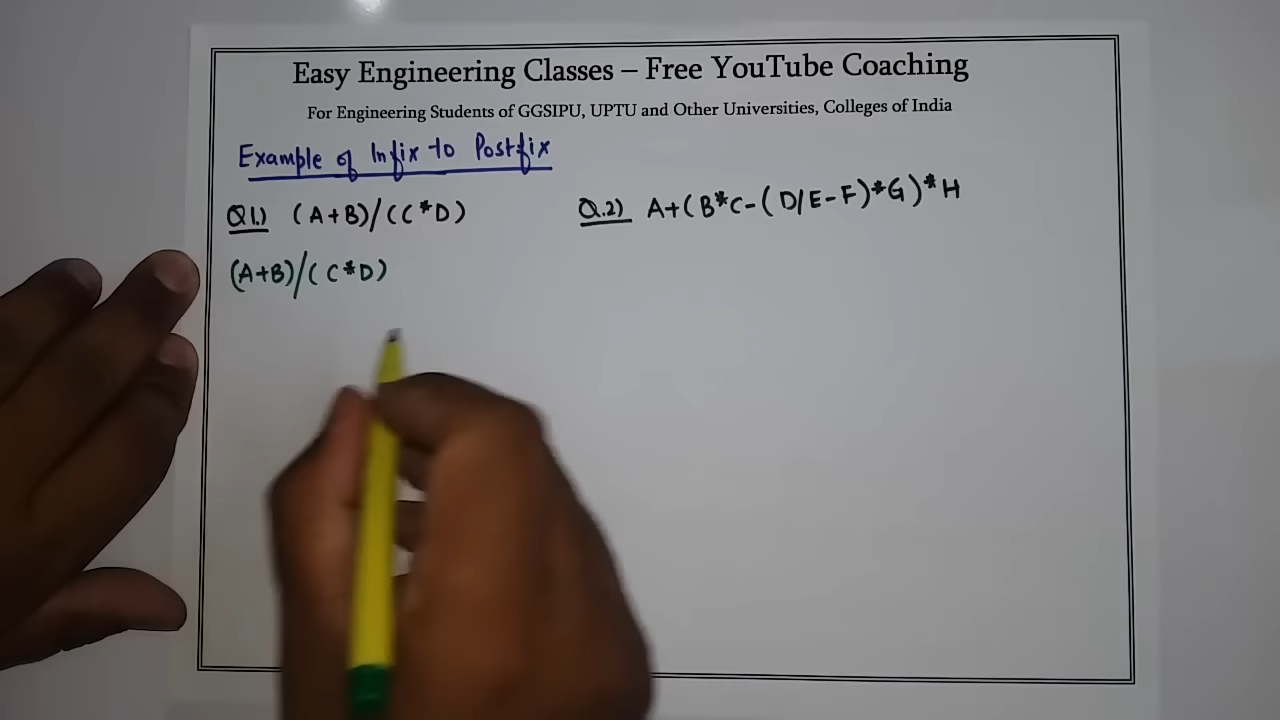 Easy Engineering Classes – Free YouTube Coaching
For Engineering Students of GGSIPU, UPTU and Other Universities, Colleges of India
Example of Infix to Postfix
Q1.) (A+B)/(C*D)
Q.2) A+(B*C-(D/E-F)*G)*H
(A+B)/(C*D)